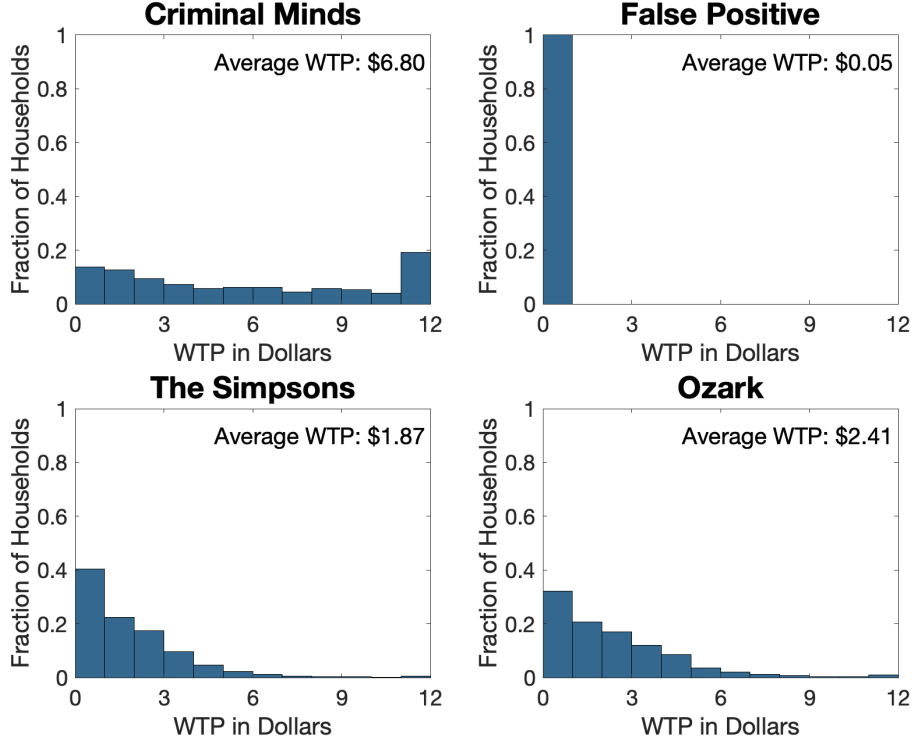 Criminal Minds
Average WTP: $6.80
Fraction of Households
1
0.8
0.6
0.4
0.2
0
0 3 6 9 12
WTP in Dollars
False Positive
Average WTP: $0.05
Fraction of Households
1
0.8
0.6
0.4
0.2
0
0 3 6 9 12
WTP in Dollars
The Simpsons
Average WTP: $1.87
Fraction of Households
1
0.8
0.6
0.4
0.2
0
0 3 6 9 12
WTP in Dollars
Ozark
Average WTP: $2.41
Fraction of Households
1
0.8
0.6
0.4
0.2
0
0 3 6 9 12
WTP in Dollars